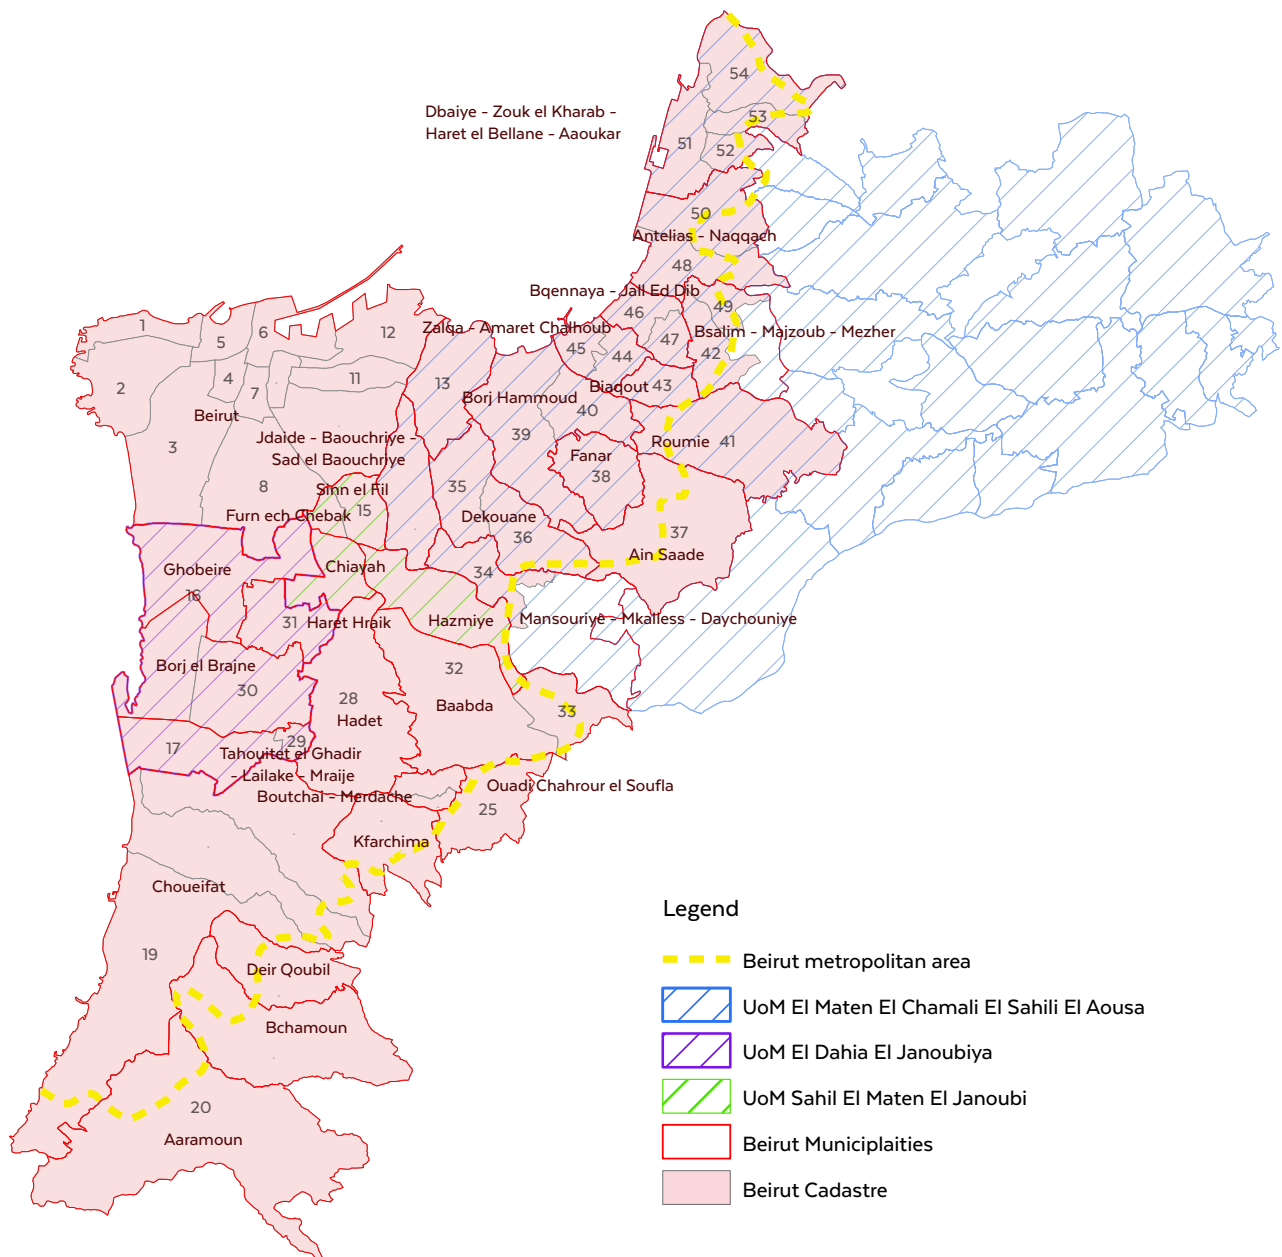 54
Dbaiye - Zouk el Kharab -
Haret el Bellane - Aaoukar
53
51
52
50
Antelias - Naqqach
48
Bqennaya - Jall Ed Dib
49
46
1
6
12
Zalqa - Amaret Chalhoub
Bsalim - Majzoub - Mezher
5
45
44
47
42
4
11
13
2
7
Biaqout
43
Borj Hammoud
Beirut
40
Jdaide - Baouchriye -
Sad el Baouchriye
39
Roumie
41
3
Fanar
38
8
Sinn el Fil
35
15
Furn ech Chebak
Dekouane
36
37
Ain Saade
Ghobeire
Chiayah
34
16
31
Haret Hraik
Hazmiye
Mansouriye - Mkalless - Daychouniye
Borj el Brajne
32
30
28
Baabda
33
Hadet
17
29
Tahouitet el Ghadir
- Lailake - Mraije
Ouadi Chahrour el Soufla
Boutchai - Merdache
25
Kfarchima
Choueifat
19
Deir Qoubil
Bchamoun
20
Aaramoun
Legend
Beirut metropolitan area
UoM El Maten El Chamali El Sahili El Aousa
UoM El Dahia El Janoubiya
UoM Sahil El Maten El Janoubi
Beirut Municiplaities
Beirut Cadastre